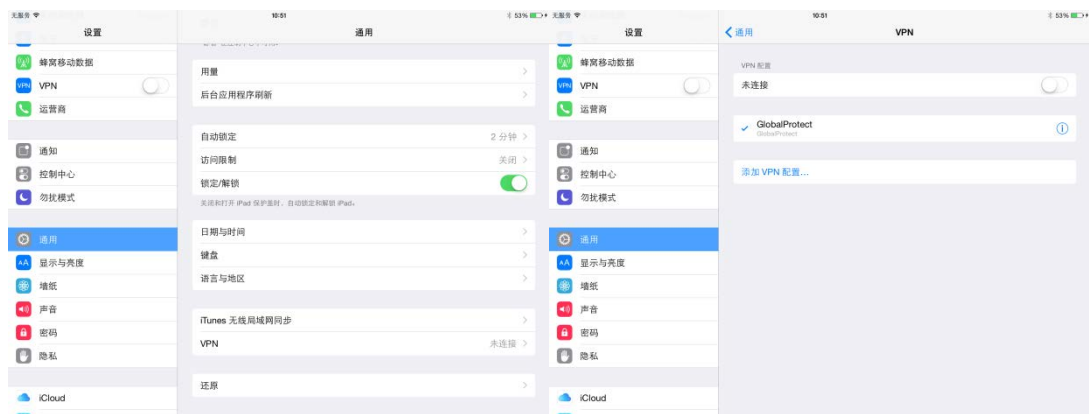 无服务
10:51
53%
设置
通用
蜂窝移动数据
VPN
VPN
运营商
通知
控制中心
勿扰模式
通用
AA
显示与亮度
墙纸
声音
密码
隐私
iCloud
用量
后台应用程序刷新
自动锁定
2 分钟
访问限制
关闭
锁定/解锁
关闭和打开 iPad 保护盖时，自动锁定和解锁 iPad。
日期与时间
键盘
语言与地区
iTunes 无线局域网同步
VPN
未连接
还原
无服务
10:51
53%
设置
通用
VPN
蜂窝移动数据
VPN
VPN
运营商
通知
控制中心
勿扰模式
通用
AA
显示与亮度
墙纸
声音
密码
隐私
iCloud
VPN 配置
未连接
GlobalProtect
GlobalProtect
添加 VPN 配置...